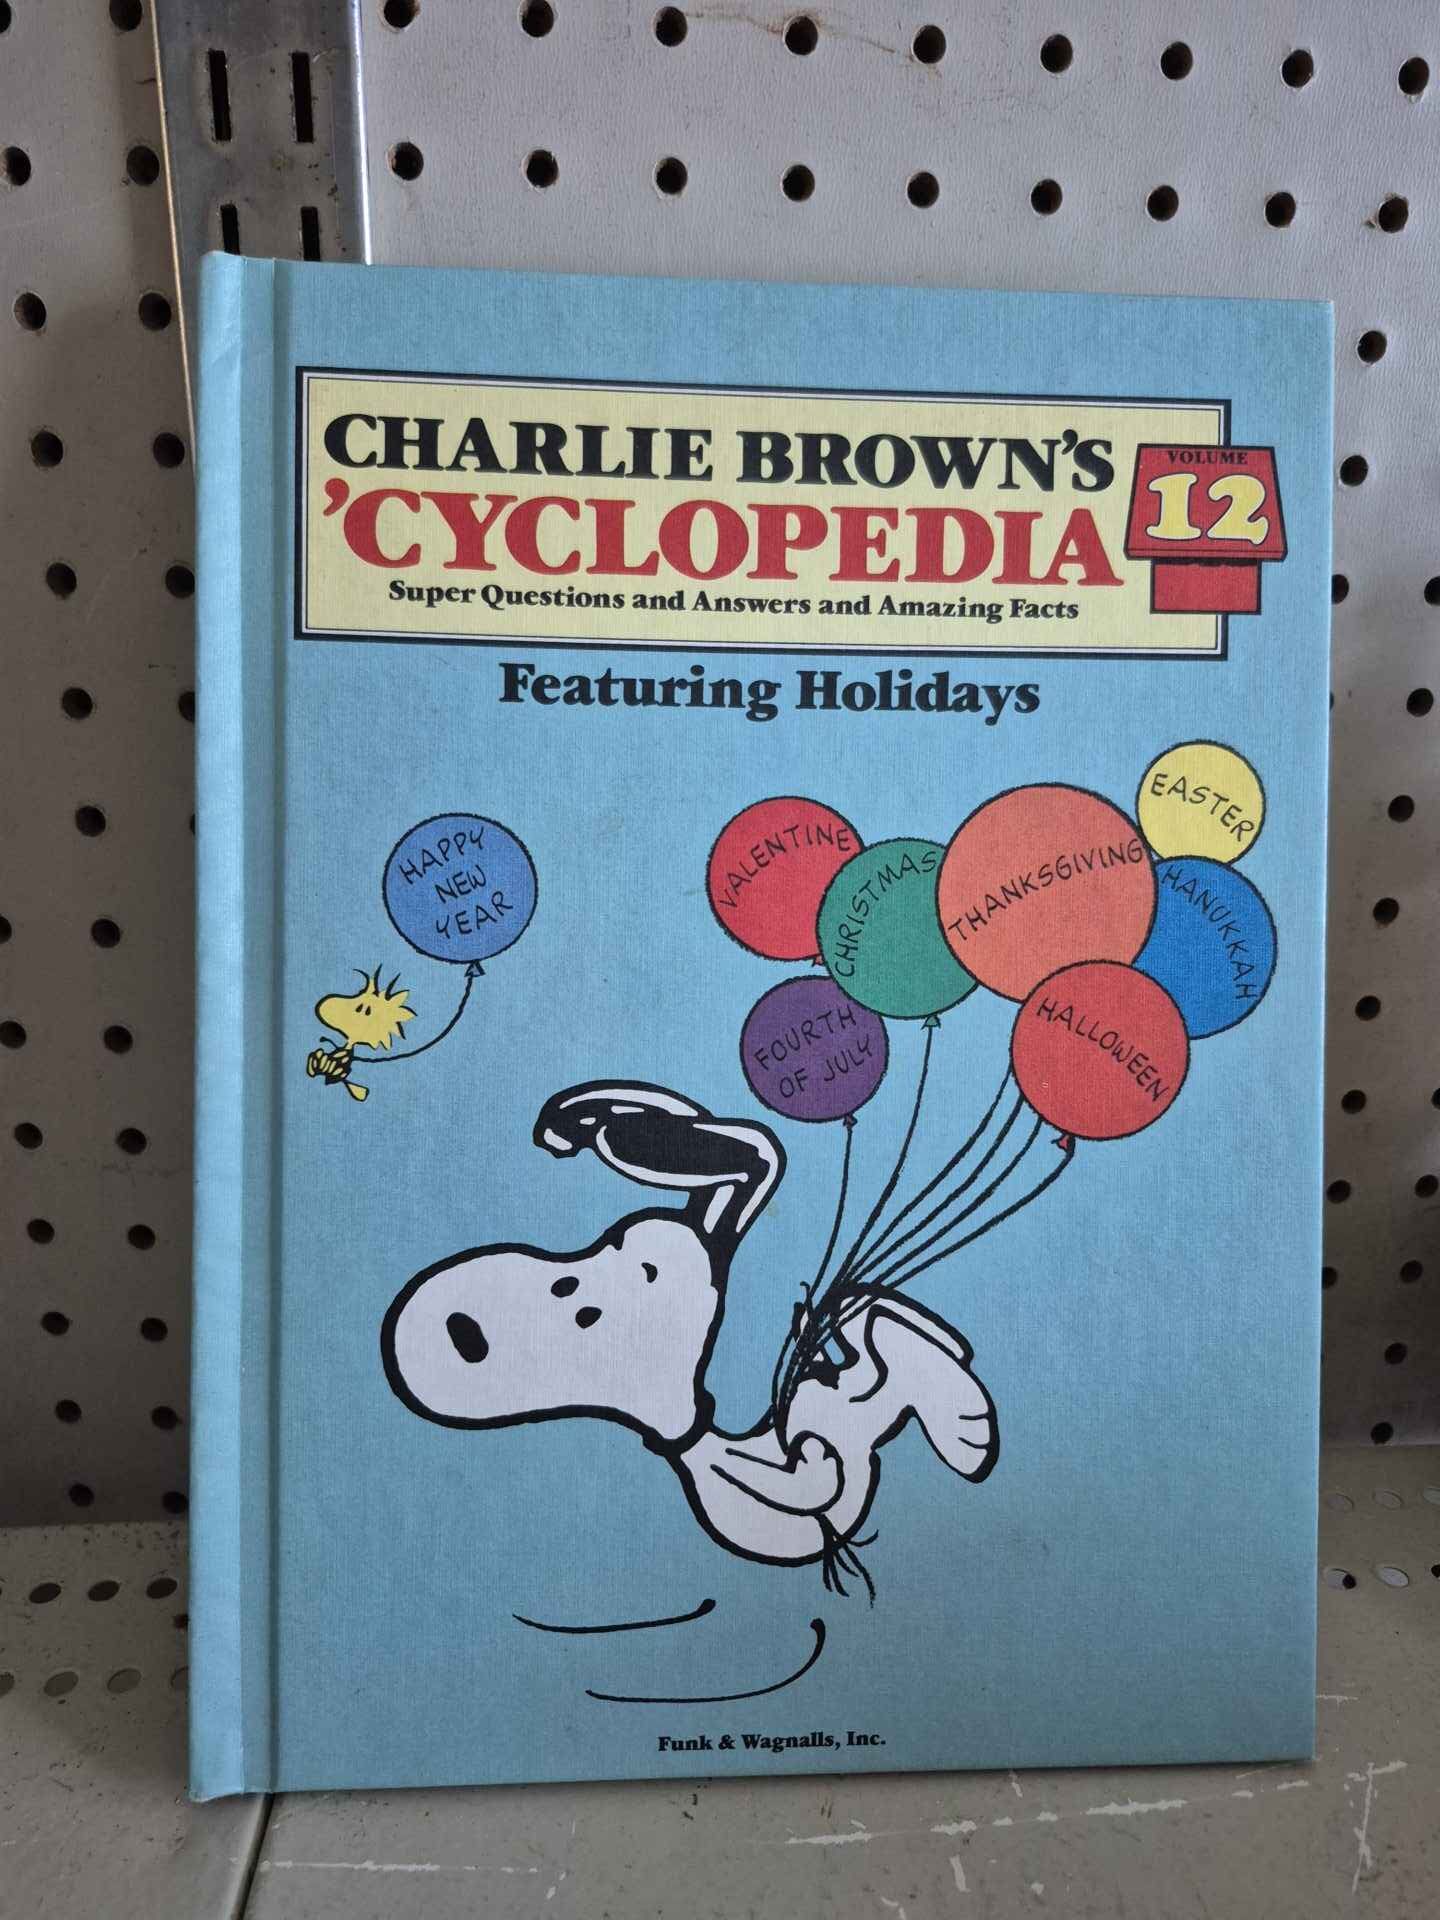 CHARLIE BROWN'S
'CYCLOPEDIA
Super Questions and Answers and Amazing Facts
VOLUME
12
Featuring Holidays
HAPPY
NEW
YEAR
VALENTINE
CHRISTMAS
THANKSGIVING
EASTER
HANUKKAH
FOURTH
OF JULY
HALLOWEEN
Funk & Wagnalls, Inc.